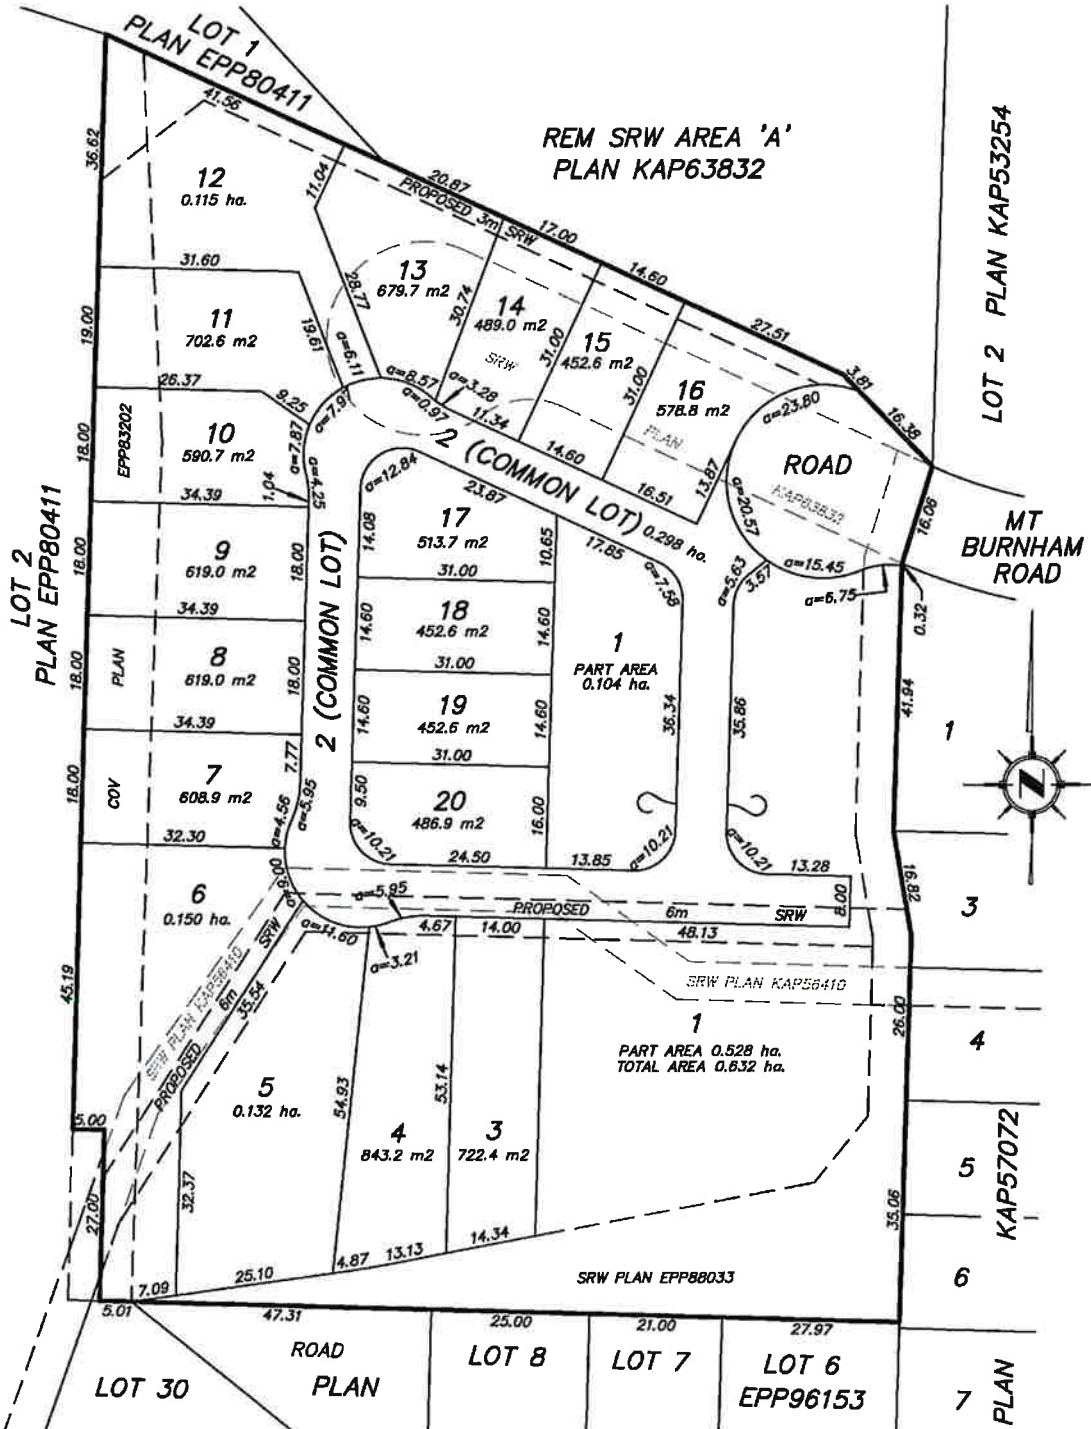 LOT 1
PLAN EPP80411
REM SRW AREA 'A'
PLAN KAP63832
LOT 2 PLAN KAP53254
41.56
36.62
12
0.115 ha.
11.04
20.87
PROPOSED 3m SRW
17.00
14.60
27.51
3.81
16.38
31.60
28.77
13
679.7 m2
30.74
14
489.0 m2
SRW
31.00
15
452.6 m2
31.00
16
578.8 m2
PLAN
KAP63832
a=23.80
ROAD
19.00
11
702.6 m2
19.61
a=6.11
a=8.57
a=3.28
a=0.97
11.34
14.60
16.51
13.87
a=20.57
16.06
MT
BURNHAM
ROAD
26.37
9.25
a=7.97
a=7.87
EPP83202
18.00
10
590.7 m2
1.04
a=4.25
34.39
a=12.84
23.87
2 (COMMON LOT) 0.298 ha.
17.85
a=7.58
a=5.63
3.57
a=15.45
a=6.75
0.32
LOT 2
PLAN EPP80411
18.00
9
619.0 m2
18.00
34.39
14.08
17
513.7 m2
10.65
31.00
14.60
18
452.6 m2
14.60
31.00
1
PART AREA
0.104 ha.
41.94
1
2 (COMMON LOT)
18.00
PLAN
8
619.0 m2
18.00
34.39
14.60
19
452.6 m2
14.60
31.00
36.34
35.86
18.00
COV
7
608.9 m2
7.77
a=5.95
a=4.56
32.30
9.50
20
486.9 m2
16.00
a=10.21
24.50
13.85
a=10.21
a=10.21
13.28
8.00
16.82
3
6
0.150 ha.
a=9.00
SRW
a=5.95
PROPOSED 6m SRW
a=11.60
a=3.21
4.67
14.00
48.13
45.19
SRW PLAN KAP56410
PROPOSED 6m
35.54
SRW PLAN KAP56410
26.00
4
1
PART AREA 0.528 ha.
TOTAL AREA 0.632 ha.
5
0.132 ha.
54.93
53.14
4
843.2 m2
3
722.4 m2
5.00
27.00
32.37
5
KAP57072
35.06
14.34
13.13
4.87
25.10
7.09
SRW PLAN EPP88033
6
5.01
47.31
25.00
21.00
27.97
ROAD
PLAN
LOT 30
LOT 8
LOT 7
LOT 6
EPP96153
7
PLAN
N